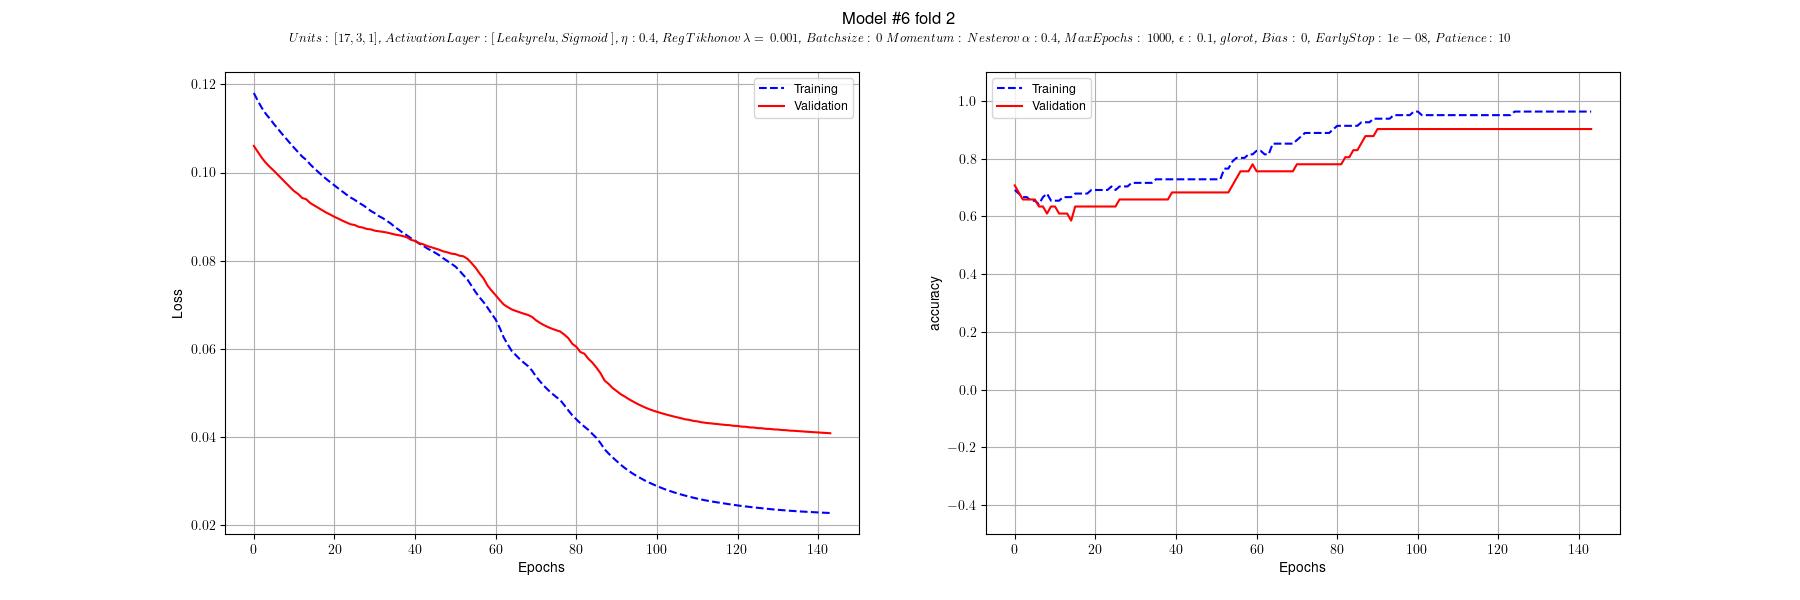 Model #6 fold 2
Units : [17, 3, 1], ActivationLayer : [Leakyrelu, Sigmoid ], η : 0.4, RegTikhonov λ = 0.001, Batchsize : 0 Momentum : Nesterov α : 0.4, MaxEpochs : 1000, ϵ : 0.1, glorot, Bias : 0, EarlyStop : 1e − 08, Patience : 10
Training
Validation
0.12
0.10
0.08
0.06
0.04
0.02
Loss
0 20 40 60 80 100 120 140
Epochs
Training
Validation
1.0
0.8
0.6
0.4
0.2
0.0
−0.2
−0.4
accuracy
0 20 40 60 80 100 120 140
Epochs